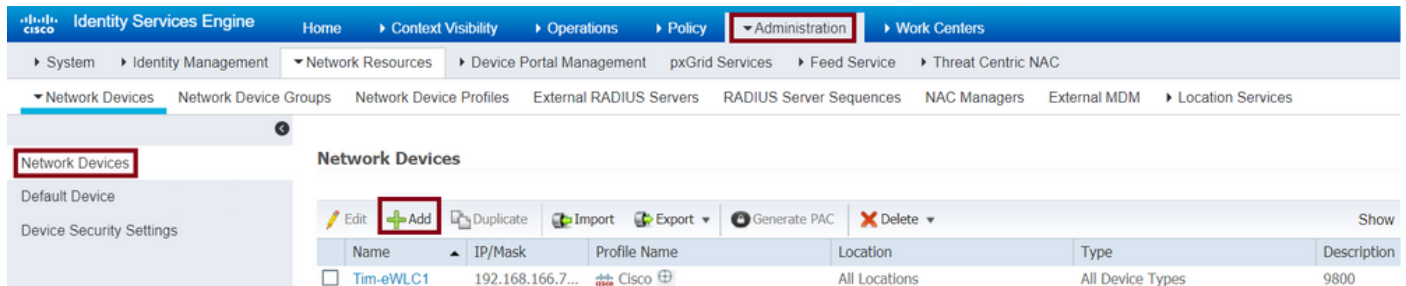 cisco Identity Services Engine Home Context Visibility Operations Policy Administration Work Centers
System Identity Management Network Resources Device Portal Management pxGrid Services Feed Service Threat Centric NAC
Network Devices Network Device Groups Network Device Profiles External RADIUS Servers RADIUS Server Sequences NAC Managers External MDM Location Services
Network Devices
Default Device
Device Security Settings
Network Devices
Edit Add Duplicate Import Export Generate PAC Delete Show
Name IP/Mask Profile Name Location Type Description
Tim-eWLC1 192.168.166.7... cisco Cisco All Locations All Device Types 9800